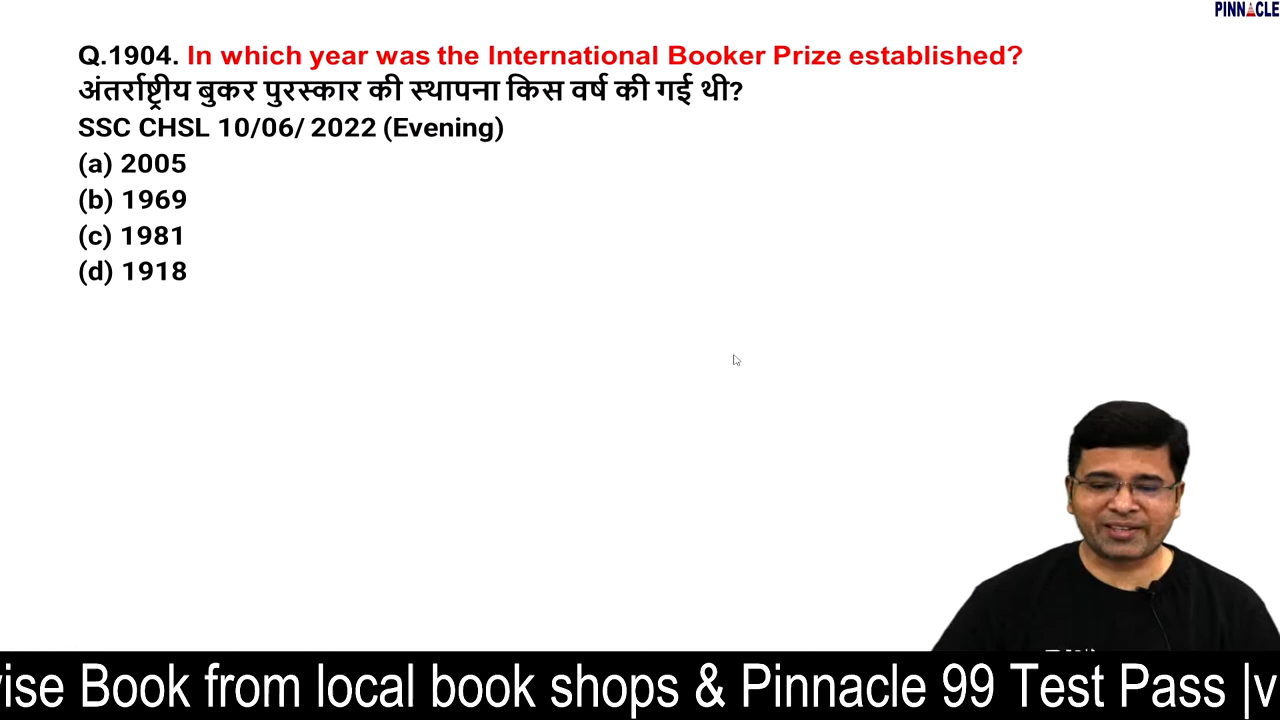 PINNACLE
Q.1904. In which year was the International Booker Prize established?
अंतर्राष्ट्रीय बुकर पुरस्कार की स्थापना किस वर्ष की गई थी?
SSC CHSL 10/06/ 2022 (Evening)
(a) 2005
(b) 1969
(c) 1981
(d) 1918
ise Book from local book shops & Pinnacle 99 Test Pass |v